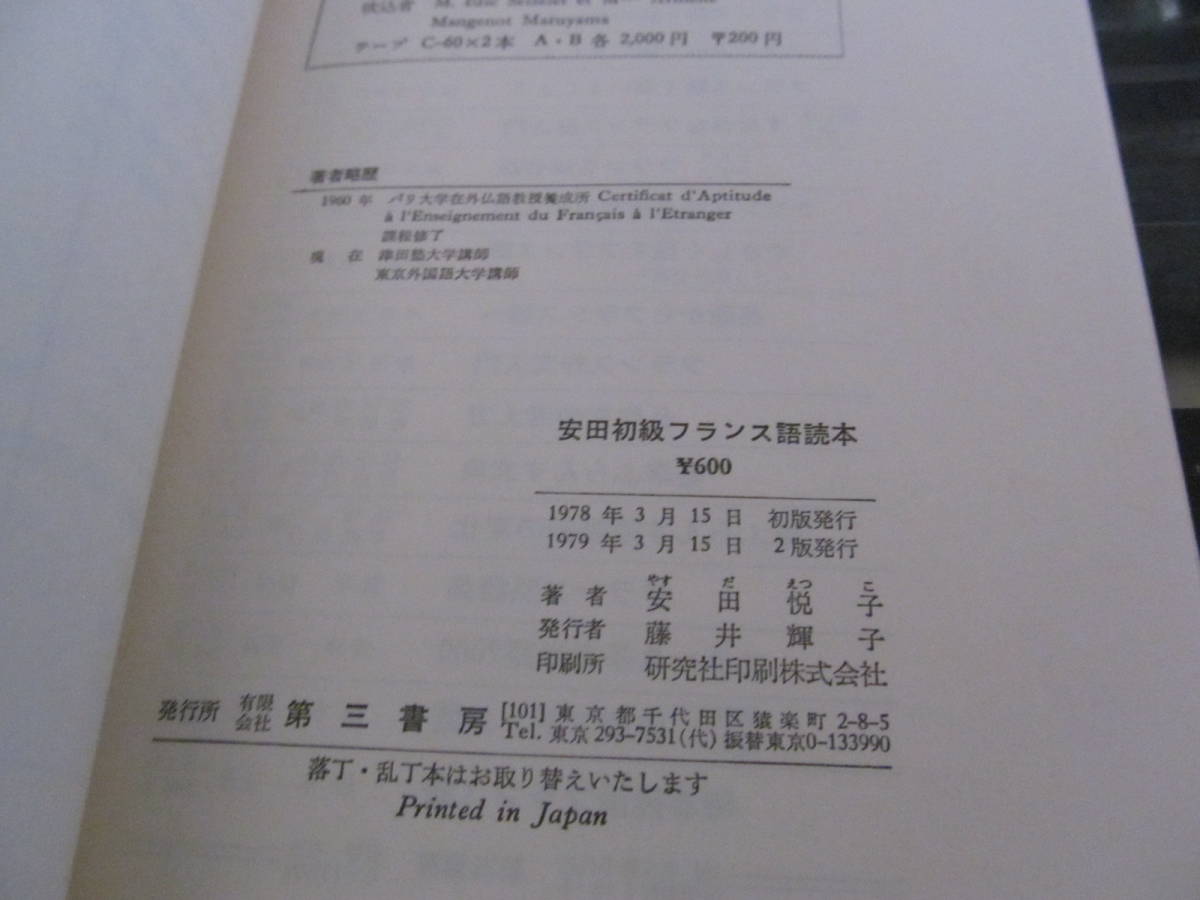 吹込者 M. Eric
Mangenot Maruyama
テープ C-60×2本 A・B 各 2,000円 〒200円
著者略歴
1960 年 パリ大学在外仏語教授養成所 Certificat d'Aptitude
à l'Enseignement du Français à l'Etranger
課程修了
現 在 津田塾大学講師
東京外国語大学講師
安田初級フランス語読本
¥600
1978 年 3 月 15 日 初版発行
1979 年 3 月 15 日 2版発行
やす だ えつ こ
著 者 安 田 悦 子
発行者 藤 井 輝 子
印刷所 研究社印刷株式会社
発行所 有限会社 第 三 書 房 [101] 東京都千代田区猿楽町 2-8-5
Tel. 東京 293-7531(代) 振替東京0-133990
落丁・乱丁本はお取り替えいたします
Printed in Japan